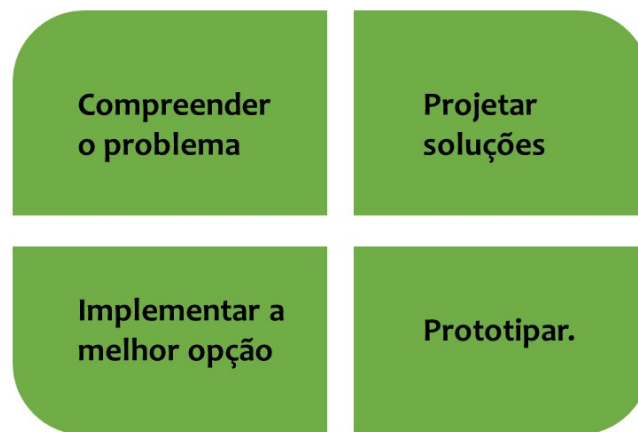 Compreender
o problema
Projetar
soluções
Implementar a
melhor opção
Prototipar.